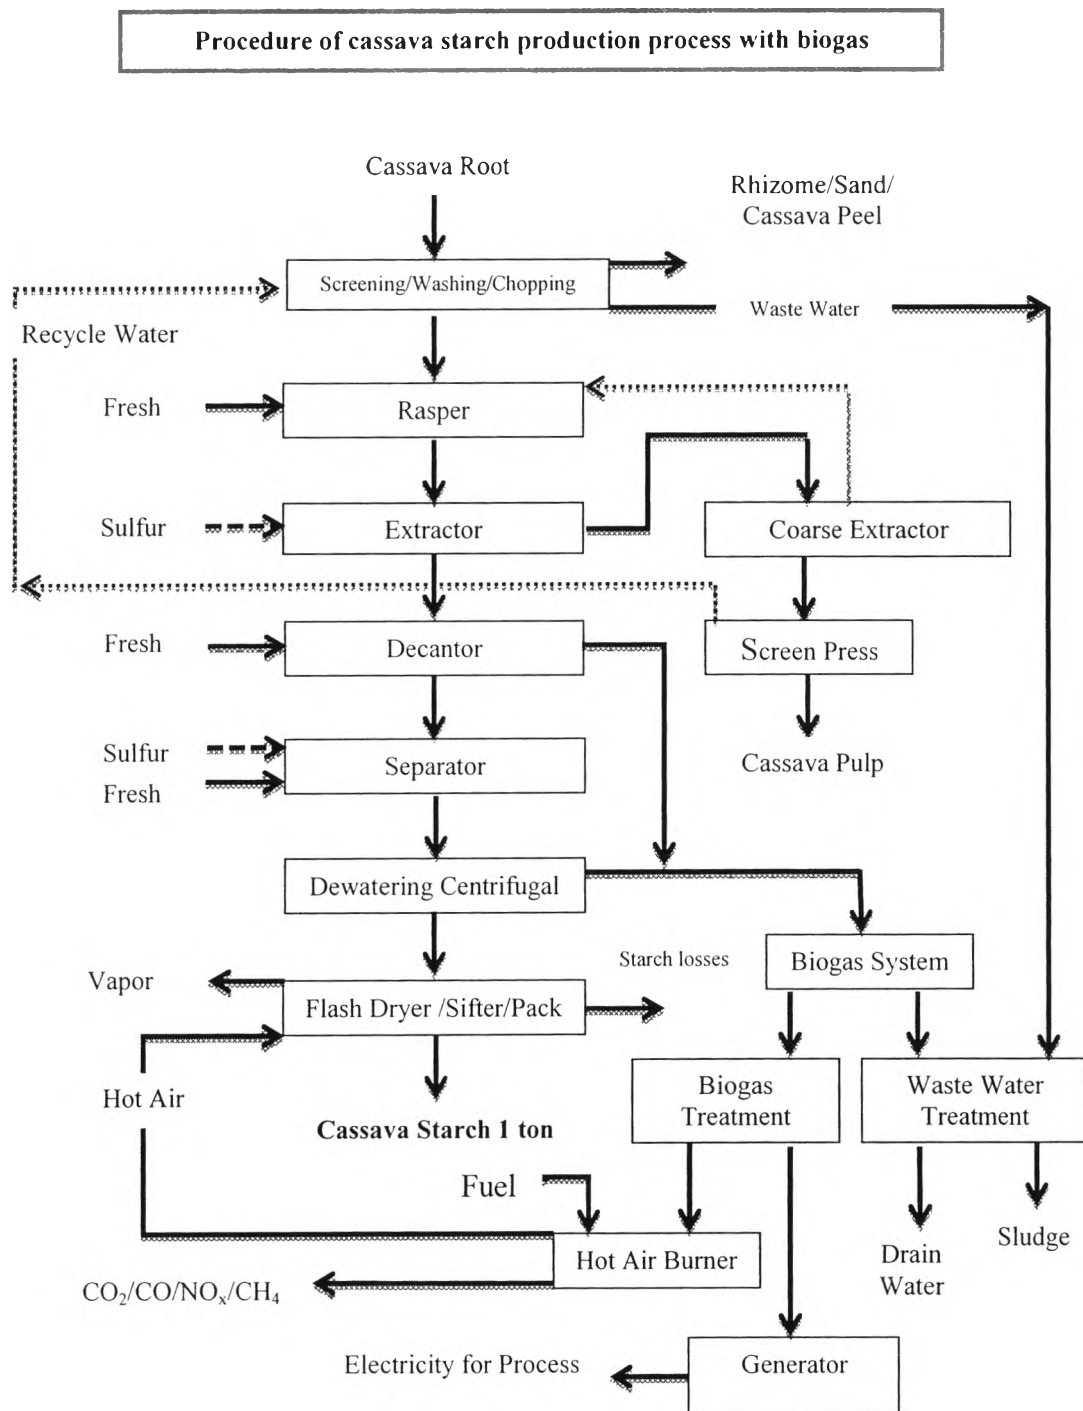 Procedure of cassava starch production process with biogas
Cassava Root
Rhizome/Sand/
Cassava Peel
Screening/Washing/Chopping
Waste Water
Recycle Water
Fresh
Rasper
Sulfur
Extractor
Coarse Extractor
Fresh
Decantor
Screen Press
Sulfur
Fresh
Separator
Cassava Pulp
Dewatering Centrifugal
Starch losses
Biogas System
Vapor
Flash Dryer /Sifter/Pack
Hot Air
Biogas
Treatment
Waste Water
Treatment
Cassava Starch 1 ton
Fuel
Hot Air Burner
Drain
Water
Sludge
CO₂/CO/NOₓ/CH₄
Electricity for Process
Generator